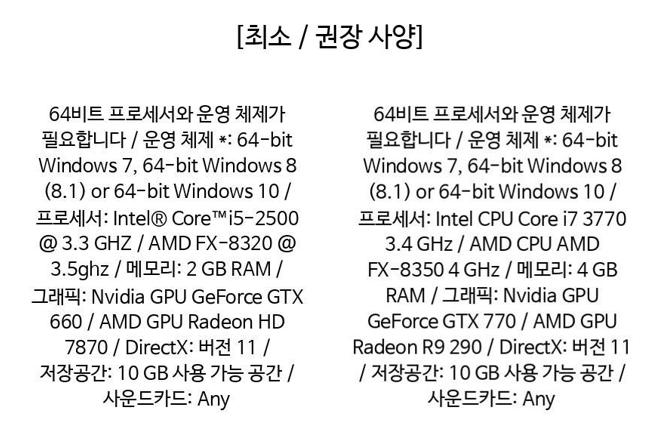 [최소 / 권장 사양]
64비트 프로세서와 운영 체제가
필요합니다 / 운영 체제 *: 64-bit
Windows 7, 64-bit Windows 8
(8.1) or 64-bit Windows 10 /
프로세서: Intel® Core™i5-2500
@ 3.3 GHZ / AMD FX-8320 @
3.5ghz / 메모리: 2 GB RAM /
그래픽: Nvidia GPU GeForce GTX
660 / AMD GPU Radeon HD
7870 / DirectX: 버전 11 /
저장공간: 10 GB 사용 가능 공간 /
사운드카드: Any
64비트 프로세서와 운영 체제가
필요합니다 / 운영 체제 *: 64-bit
Windows 7, 64-bit Windows 8
(8.1) or 64-bit Windows 10 /
프로세서: Intel CPU Core i7 3770
3.4 GHz / AMD CPU AMD
FX-8350 4 GHz / 메모리: 4 GB
RAM / 그래픽: Nvidia GPU
GeForce GTX 770 / AMD GPU
Radeon R9 290 / DirectX: 버전 11
/ 저장공간: 10 GB 사용 가능 공간 /
사운드카드: Any